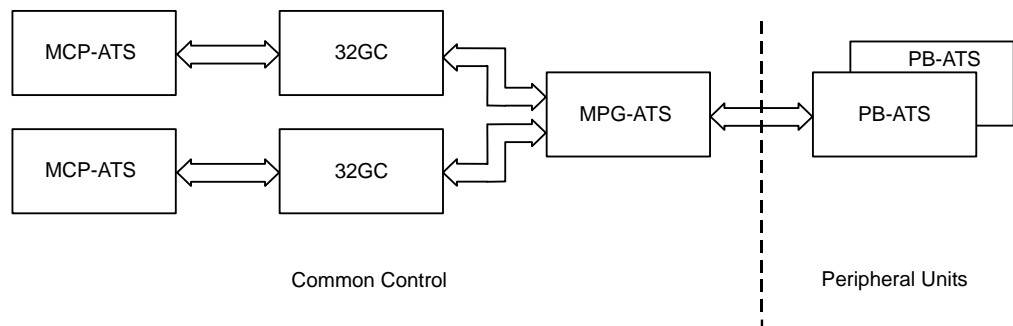 MCP-ATS
32GC
PB-ATS
MPG-ATS
PB-ATS
MCP-ATS
32GC
Common Control
Peripheral Units